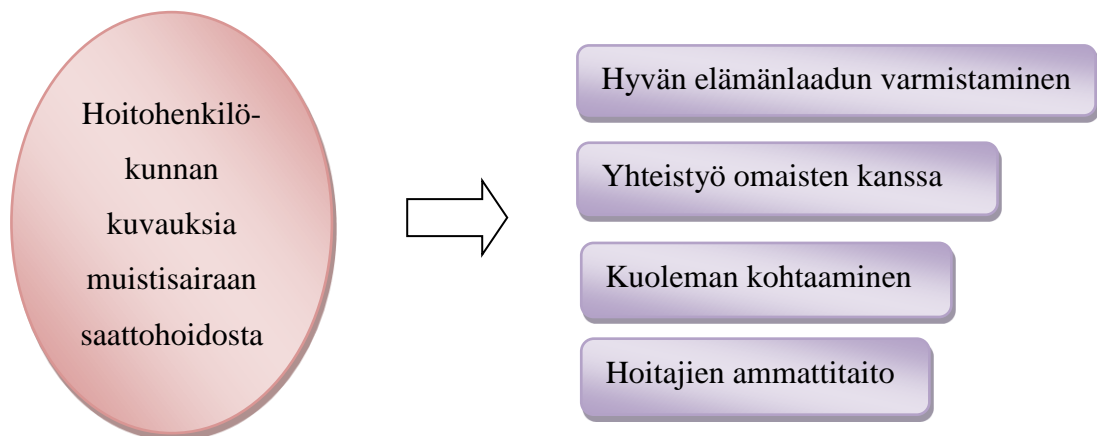 Hoitohenkilö-
kunnan
kuvauksia
muistisairaan
saattohoidosta
Hyvän elämänlaadun varmistaminen
Yhteistyö omaisten kanssa
Kuoleman kohtaaminen
Hoitajien ammattitaito